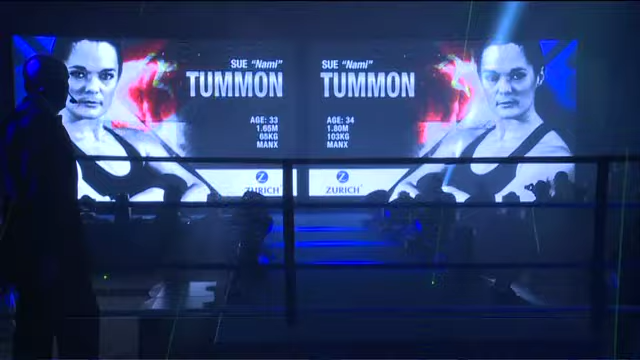 SUE "Nami"
TUMMON
AGE: 33
1.65M
65KG
MANX
ZURICH
SUE "Nami"
TUMMON
AGE: 34
1.80M
103KG
MANX
ZURICH